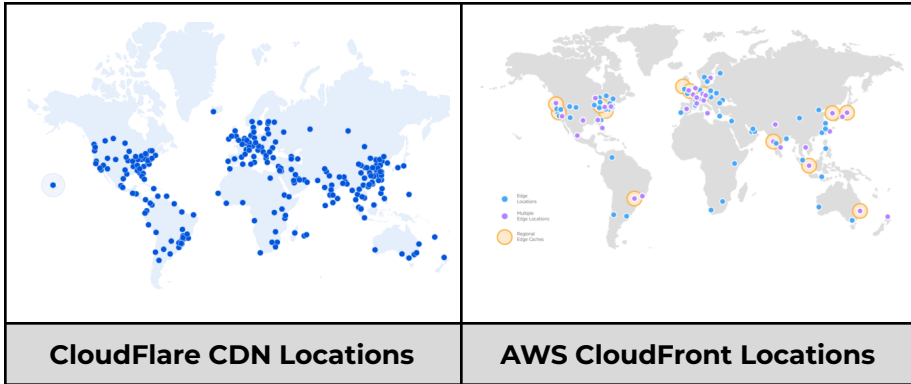 Edge
Locations
Multiple
Edge Locations
Regional
Edge Caches
CloudFlare CDN Locations
AWS CloudFront Locations